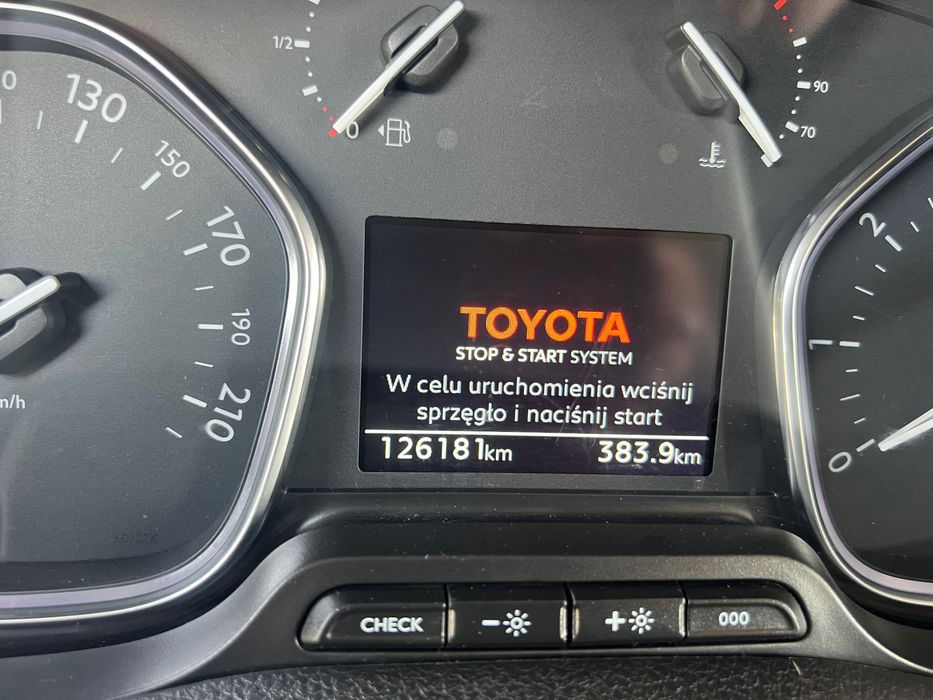 1/2
0
90
70
130
150
170
190
210
2
1
0
TOYOTA
STOP & START SYSTEM
W celu uruchomienia wciśnij
sprzęgło i naciśnij start
126181km 383.9km
CHECK - + 000